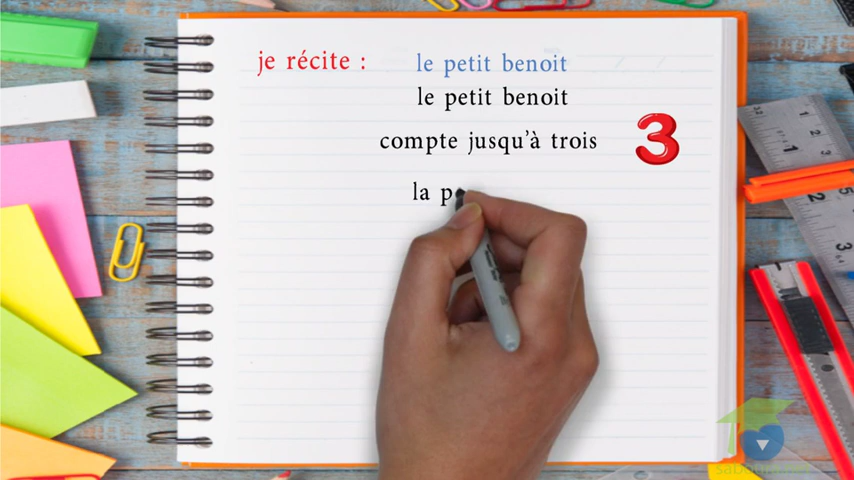 je récite : le petit benoit
le petit benoit
compte jusqu'à trois
3
la p